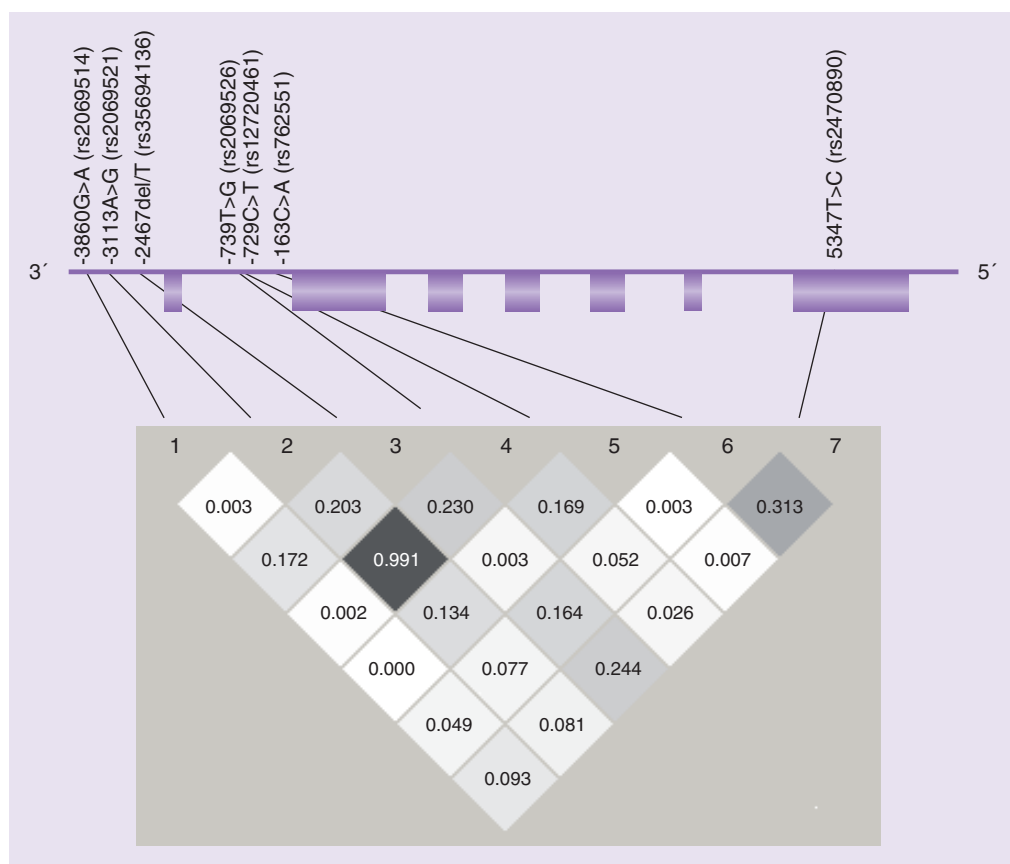 -3860G>A (rs2069514)
-3113A>G (rs2069521)
-2467del/T (rs35694136)
-739T>G (rs2069526)
-729C>T (rs12720461)
-163C>A (rs762551)
5347T>C (rs2470890)
3´ 5´
1 2 3 4 5 6 7
0.003 0.203 0.230 0.169 0.003 0.313
0.172 0.991 0.003 0.052 0.007
0.002 0.134 0.164 0.026
0.000 0.077 0.244
0.049 0.081
0.093